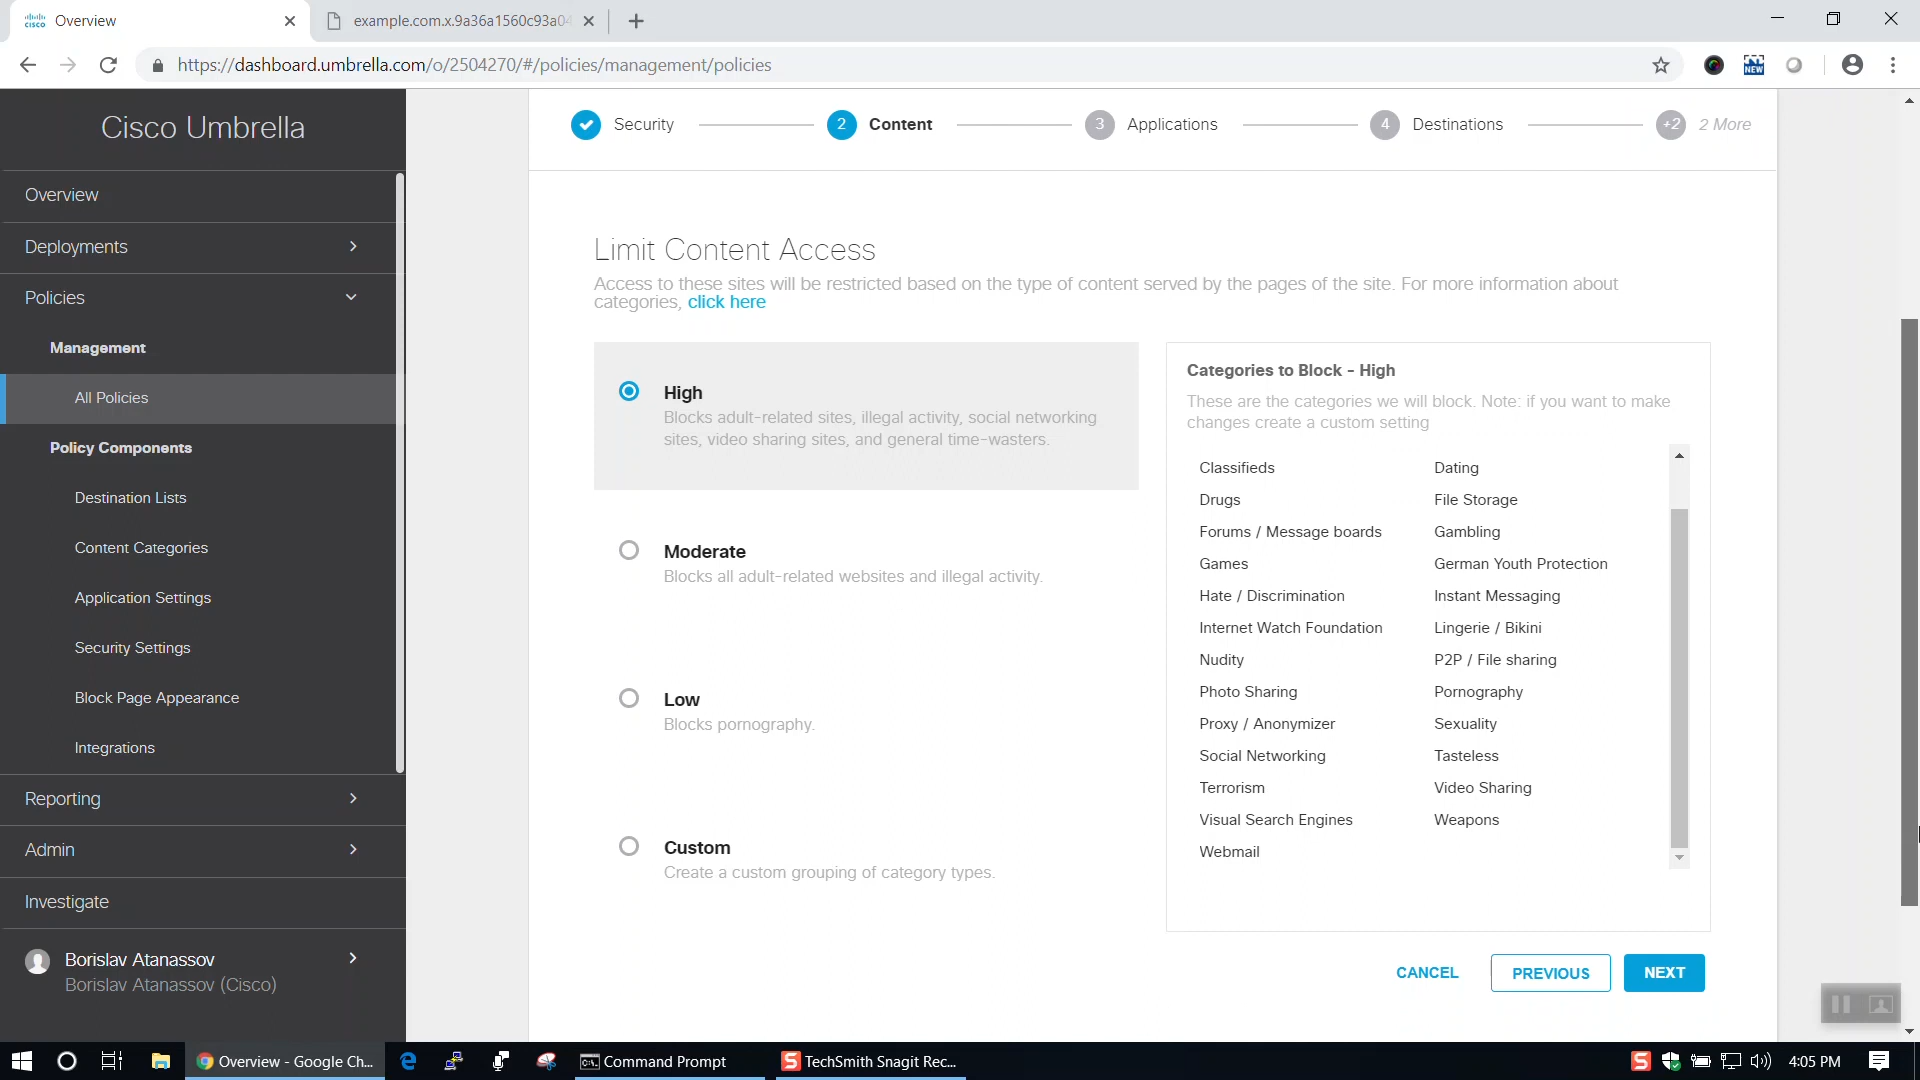 cisco
Overview
example.com.x.9a36a1560c93a04
https://dashboard.umbrella.com/o/2504270/#/policies/management/policies
NEW
Cisco Umbrella
Overview
Deployments
Policies
Management
All Policies
Policy Components
Destination Lists
Content Categories
Application Settings
Security Settings
Block Page Appearance
Integrations
Reporting
Admin
Investigate
Borislav Atanassov
Borislav Atanassov (Cisco)
Security
2 Content
3 Applications
4 Destinations
+2 2 More
Limit Content Access
Access to these sites will be restricted based on the type of content served by the pages of the site. For more information about
categories, click here
High
Blocks adult-related sites, illegal activity, social networking
sites, video sharing sites, and general time-wasters.
Moderate
Blocks all adult-related websites and illegal activity.
Low
Blocks pornography.
Custom
Create a custom grouping of category types.
Categories to Block - High
These are the categories we will block. Note: if you want to make
changes create a custom setting
Classifieds Dating
Drugs File Storage
Forums / Message boards Gambling
Games German Youth Protection
Hate / Discrimination Instant Messaging
Internet Watch Foundation Lingerie / Bikini
Nudity P2P / File sharing
Photo Sharing Pornography
Proxy / Anonymizer Sexuality
Social Networking Tasteless
Terrorism Video Sharing
Visual Search Engines Weapons
Webmail
CANCEL PREVIOUS NEXT
Overview - Google Ch...
Command Prompt
S TechSmith Snagit Rec...
S
4:05 PM